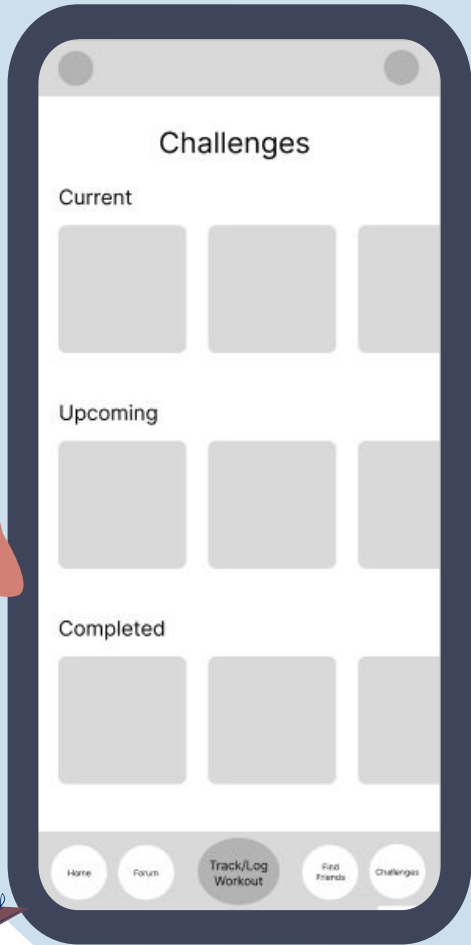 Challenges
Current
Upcoming
Completed
Home
Forum
Track/Log
Workout
Find
Friends
Challenges